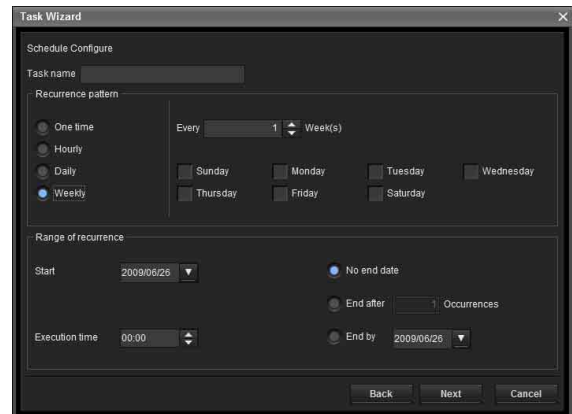 Task Wizard
Schedule Configure
Task name
Recurrence pattern
One time
Hourly
Daily
Weekly
Every 1 Week(s)
Sunday Monday Tuesday Wednesday
Thursday Friday Saturday
Range of recurrence
Start 2009/06/26
No end date
End after 1 Occurrences
Execution time 00:00
End by 2009/06/26
Back Next Cancel